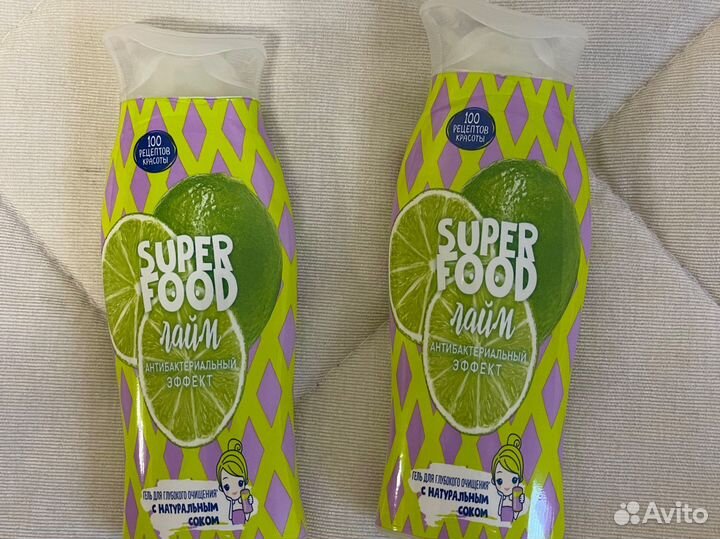 100
РЕЦЕПТОВ
КРАСОТЫ
SUPER
FOOD
лайм
АНТИБАКТЕРИАЛЬНЫЙ
ЭФФЕКТ
ГЕЛЬ ДЛЯ ГЛУБОКОГО ОЧИЩЕНИЯ
С НАТУРАЛЬНЫМ
СОКОМ
100
РЕЦЕПТОВ
КРАСОТЫ
SUPER
FOOD
лайм
АНТИБАКТЕРИАЛЬНЫЙ
ЭФФЕКТ
ГЕЛЬ ДЛЯ ГЛУБОКОГО ОЧИЩЕНИЯ
С НАТУРАЛЬНЫМ
СОКОМ
Avito